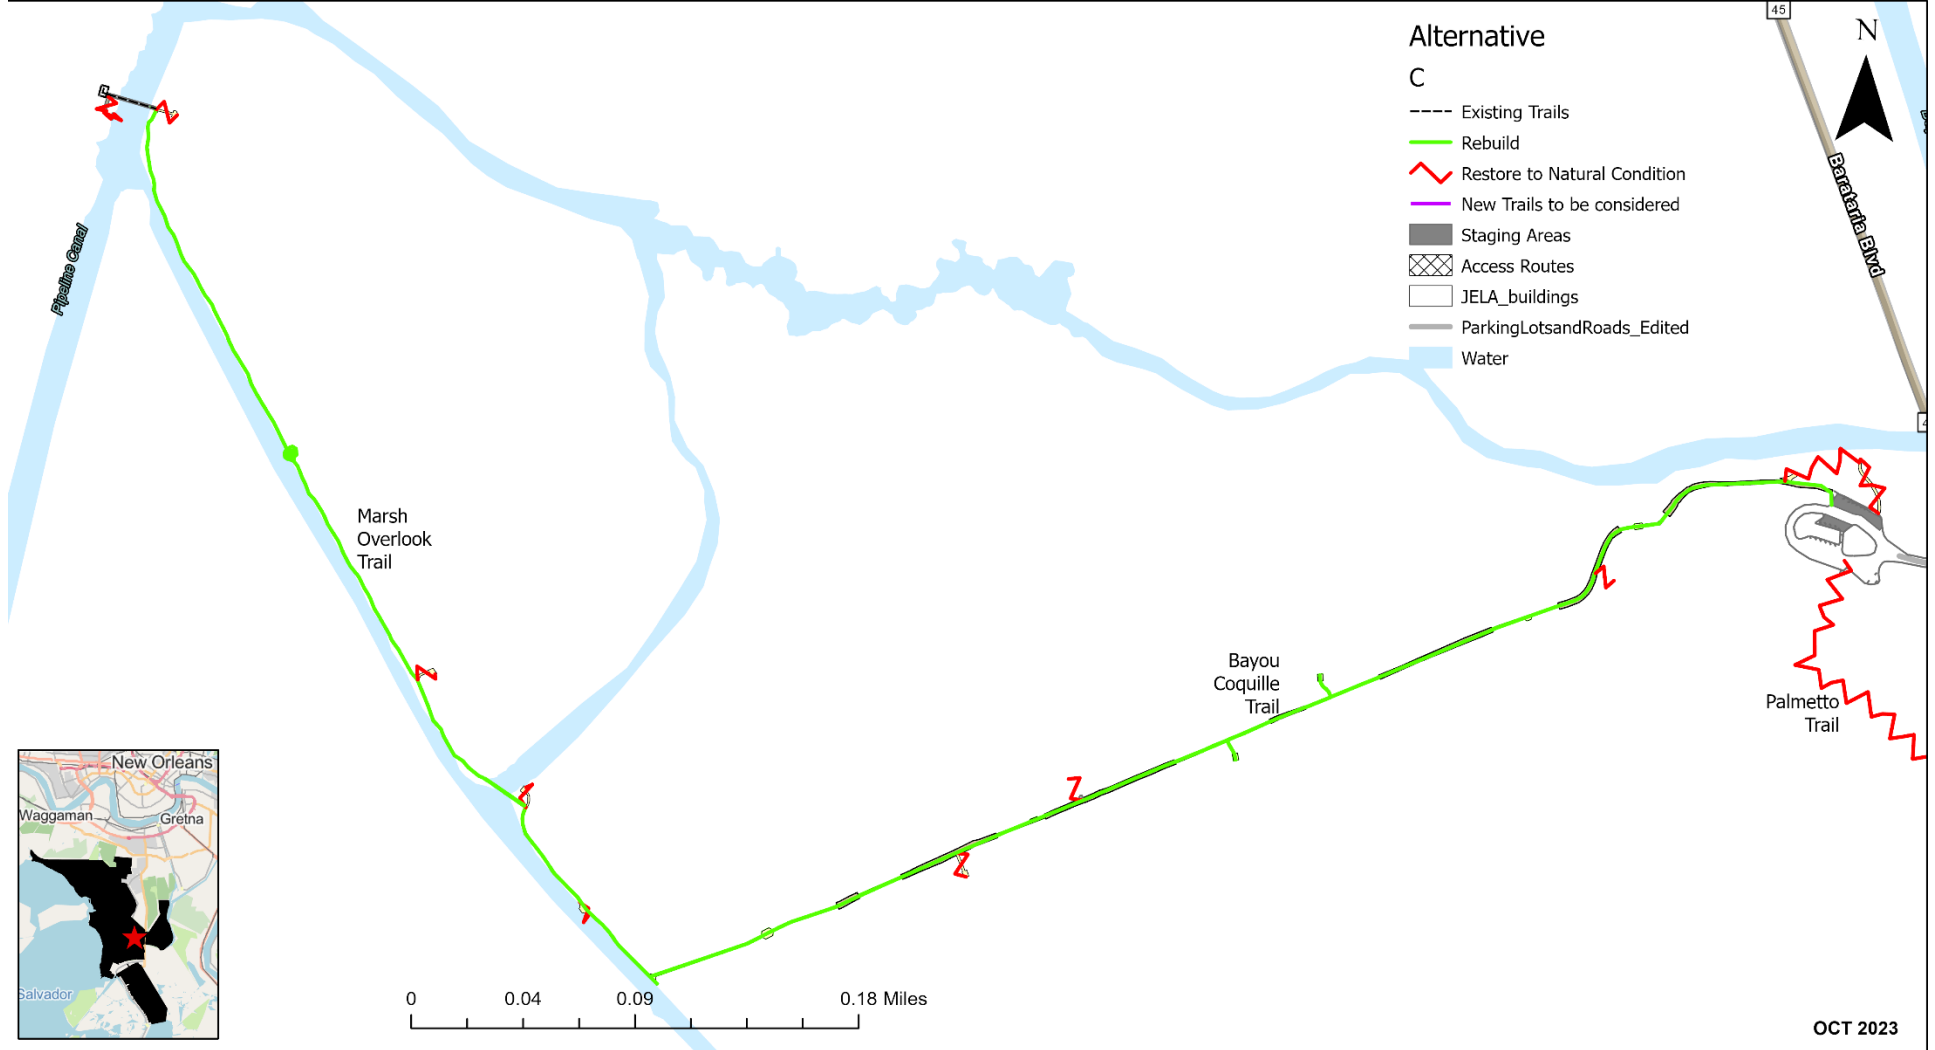 45
N
Alternative
C
Existing Trails
Rebuild
Restore to Natural Condition
New Trails to be considered
Staging Areas
Access Routes
JELA_buildings
ParkingLotsandRoads_Edited
Water
Barataria Blvd
Pipeline Canal
Marsh
Overlook
Trail
Bayou
Coquille
Trail
Palmetto
Trail
New Orleans
Waggaman
Gretna
Salvador
0 0.04 0.09 0.18 Miles
OCT 2023